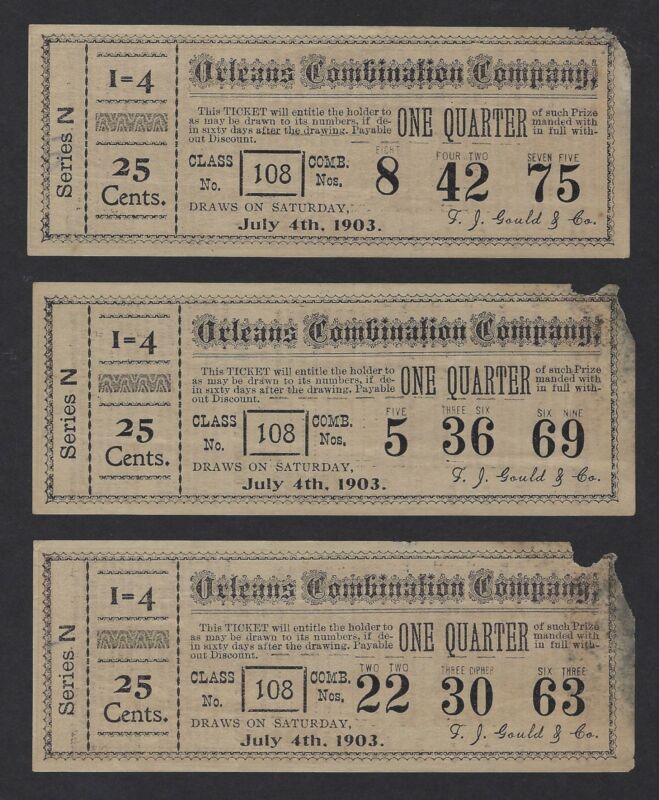 Series N
1=4
25
Cents.
Orleans Combination Company,
This TICKET will entitle the holder to ONE QUARTER of such Prize
as may be drawn to its numbers, if de- manded with
in sixty days after the drawing. Payable in full with-
out Discount.
CLASS No. 108 COMB. Nos.
EIGHT FOUR TWO SEVEN FIVE
8 42 75
DRAWS ON SATURDAY,
July 4th, 1903.
F. J. Gould & Co.
Series N
1=4
25
Cents.
Orleans Combination Company,
This TICKET will entitle the holder to ONE QUARTER of such Prize
as may be drawn to its numbers, if de- manded with
in sixty days after the drawing. Payable in full with-
out Discount.
CLASS No. 108 COMB. Nos.
FIVE THREE SIX SIX NINE
5 36 69
DRAWS ON SATURDAY,
July 4th, 1903.
F. J. Gould & Co.
Series N
1=4
25
Cents.
Orleans Combination Company,
This TICKET will entitle the holder to ONE QUARTER of such Prize
as may be drawn to its numbers, if de- manded with
in sixty days after the drawing. Payable in full with-
out Discount.
CLASS No. 108 COMB. Nos.
TWO TWO THREE CIPHER SIX THREE
22 30 63
DRAWS ON SATURDAY,
July 4th, 1903.
F. J. Gould & Co.